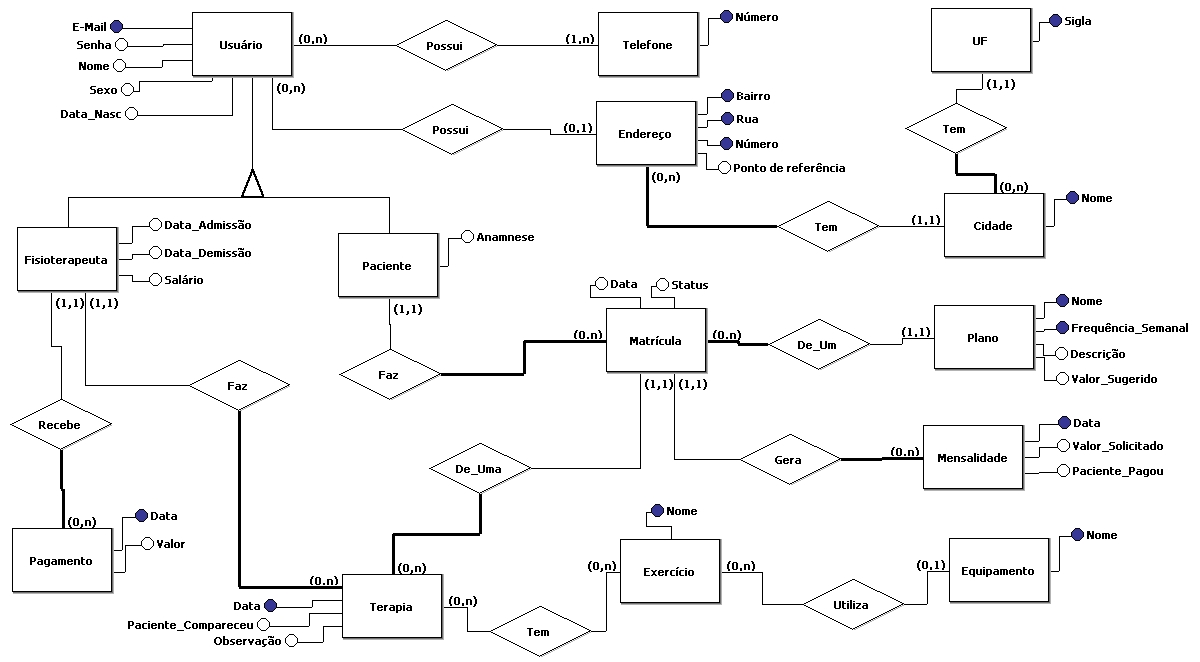 E-Mail
Senha
Nome
Sexo
Data_Nasc
Usuário
(0,n)
Possui
(1,n)
Telefone
Número
UF
Sigla
(1,1)
(0,n)
Possui
(0,1)
Endereço
Bairro
Rua
Número
Ponto de referência
Tem
(0,n)
(0,n)
Tem
(1,1)
Cidade
Nome
Fisioterapeuta
Data_Admissão
Data_Demissão
Salário
Paciente
Anamnese
(1,1)
(1,1)
(1,1)
Data
Status
(0.n)
Matrícula
(0.n)
De_Um
(1,1)
Plano
Nome
Frequência_Semanal
Descrição
Valor_Sugerido
Faz
Faz
(1,1)
(1,1)
Recebe
De_Uma
Gera
(0.n)
Mensalidade
Data
Valor_Solicitado
Paciente_Pagou
(0,n)
Pagamento
Data
Valor
Nome
(0.n)
(0,n)
Data
Paciente_Compareceu
Observação
Terapia
(0,n)
Tem
(0,n)
Exercício
(0,n)
Utiliza
(0,1)
Equipamento
Nome